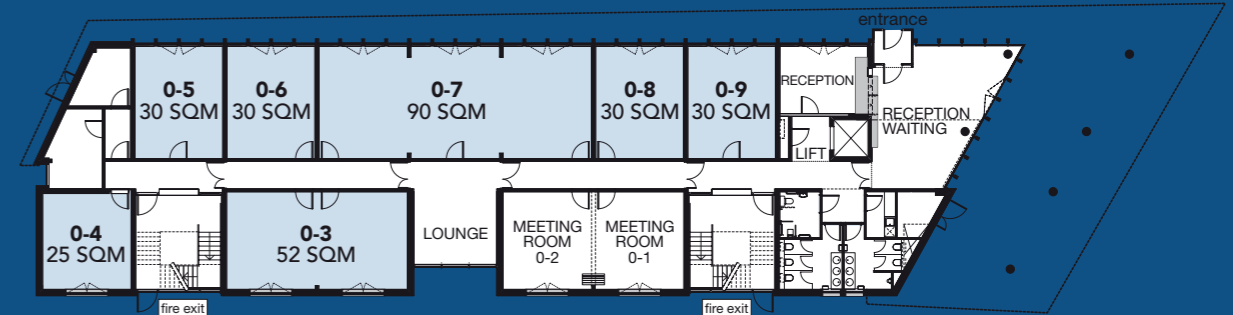 entrance
0-5
30 SQM
0-6
30 SQM
0-7
90 SQM
0-8
30 SQM
0-9
30 SQM
RECEPTION
RECEPTION
WAITING
LIFT
0-4
25 SQM
0-3
52 SQM
LOUNGE
MEETING
ROOM
0-2
MEETING
ROOM
0-1
fire exit
fire exit